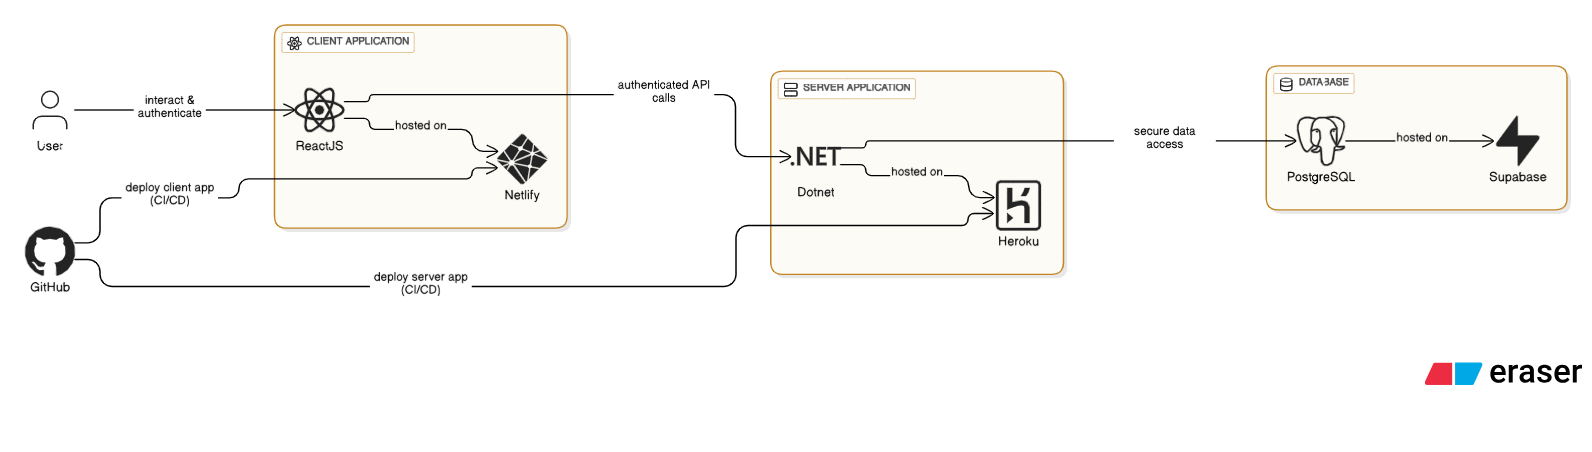 CLIENT APPLICATION
interact &
authenticate
User
ReactJS
hosted on
Netlify
authenticated API
calls
SERVER APPLICATION
.NET
Dotnet
hosted on
Heroku
secure data
access
DATABASE
PostgreSQL
hosted on
Supabase
deploy client app
(CI/CD)
GitHub
deploy server app
(CI/CD)
eraser